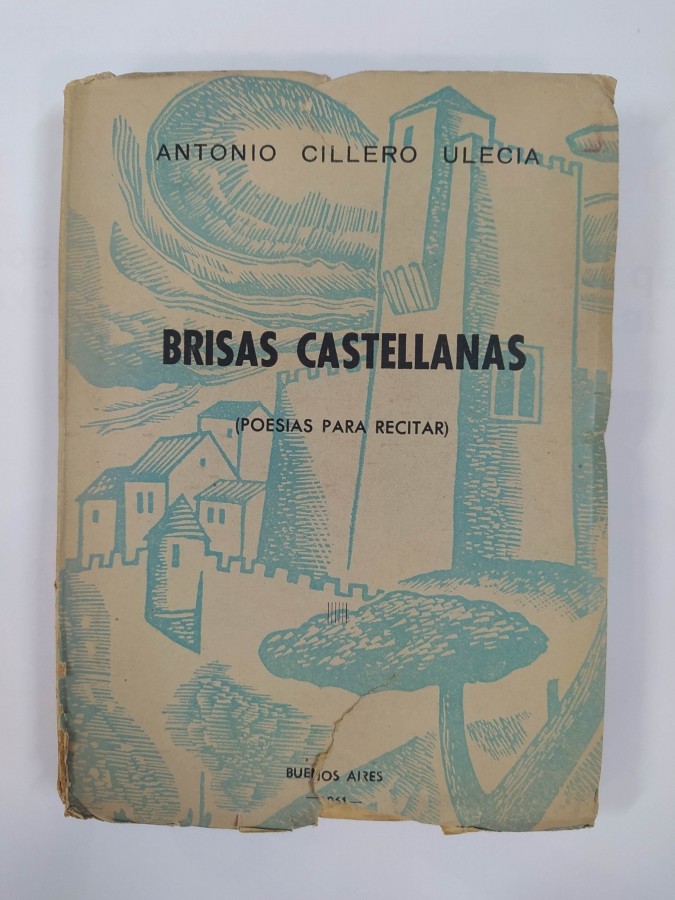 ANTONIO CILLERO ULECIA
BRISAS CASTELLANAS
(POESIAS PARA RECITAR)
BUENOS AIRES